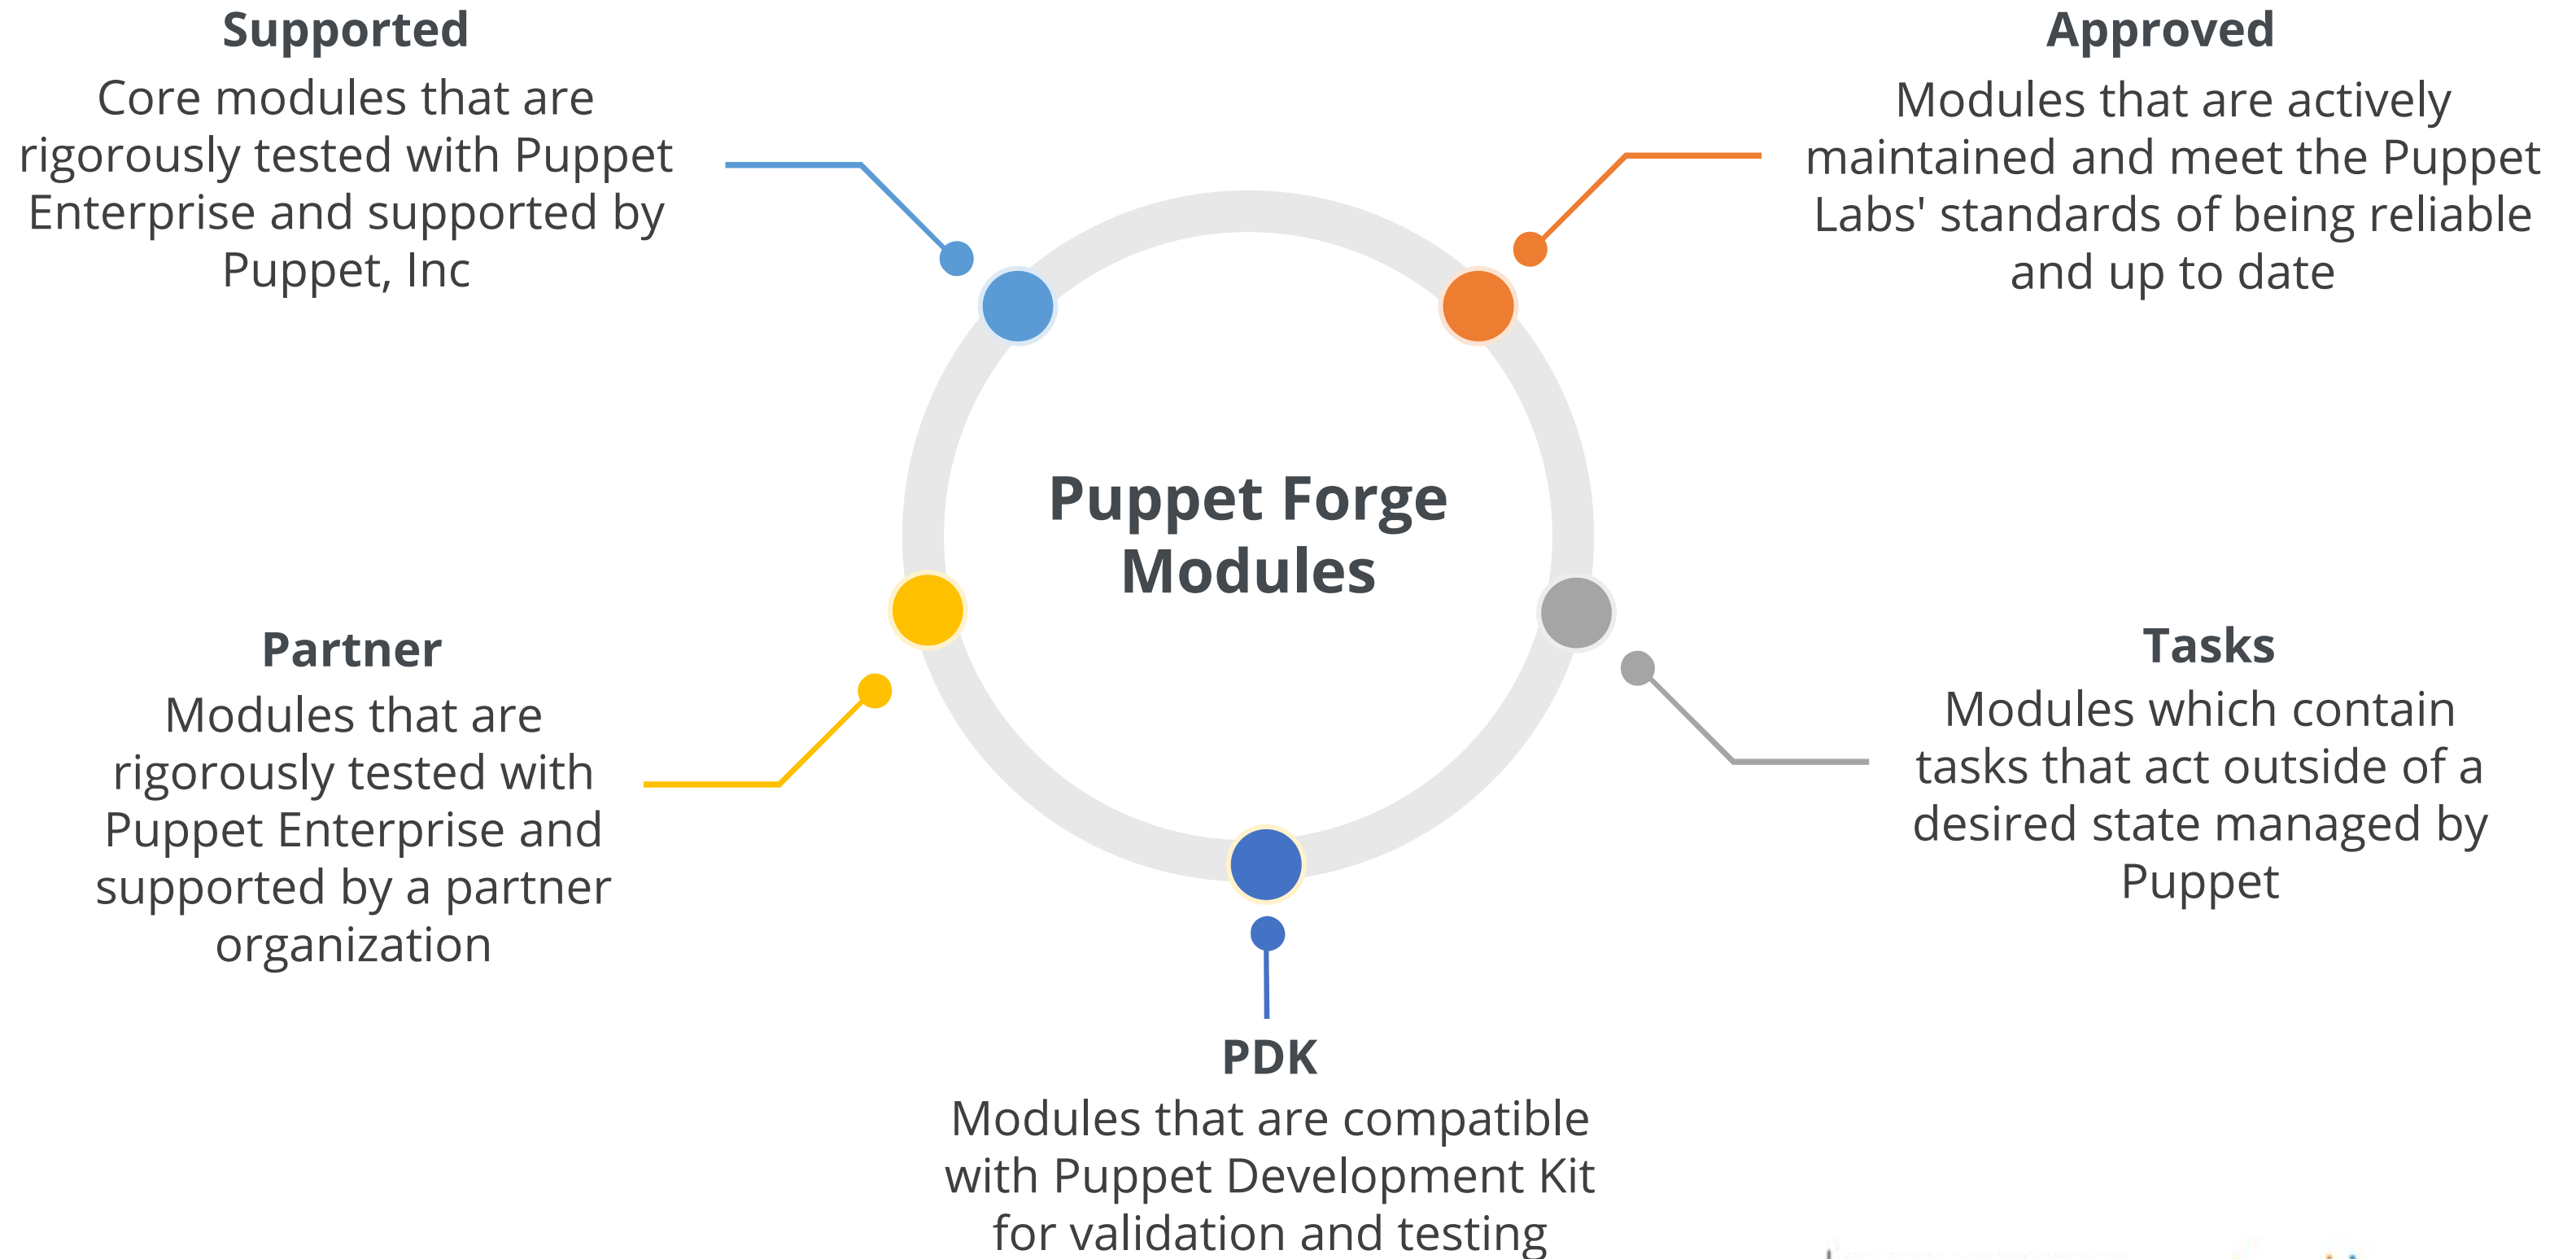 Supported
Core modules that are
rigorously tested with Puppet
Enterprise and supported by
Puppet, Inc
Approved
Modules that are actively
maintained and meet the Puppet
Labs' standards of being reliable
and up to date
Puppet Forge
Modules
Partner
Modules that are
rigorously tested with
Puppet Enterprise and
supported by a partner
organization
Tasks
Modules which contain
tasks that act outside of a
desired state managed by
Puppet
PDK
Modules that are compatible
with Puppet Development Kit
for validation and testing